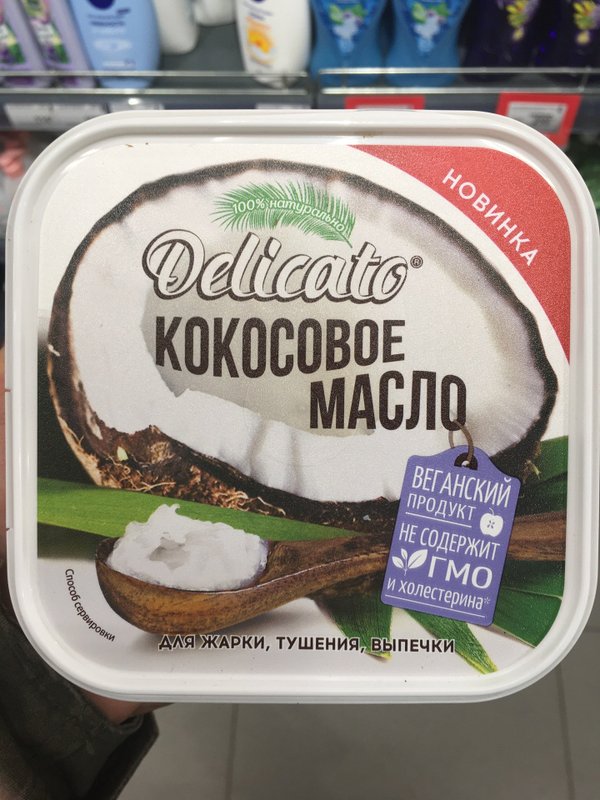 НОВИНКА
100% натурально
Delicato®
КОКОСОВОЕ
МАСЛО
ВЕГАНСКИЙ
ПРОДУКТ
НЕ СОДЕРЖИТ
ГМО
И ХОЛЕСТЕРИНА*
Способ сервировки
ДЛЯ ЖАРКИ, ТУШЕНИЯ, ВЫПЕЧКИ